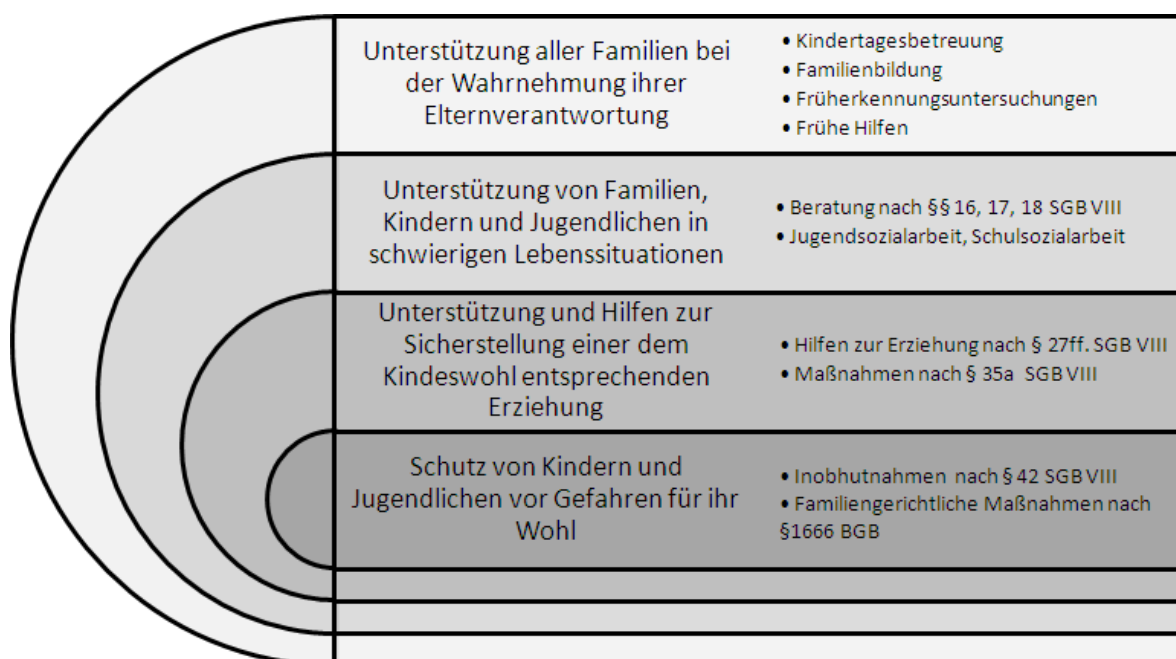 Unterstützung aller Familien bei
der Wahrnehmung ihrer
Elternverantwortung
• Kindertagesbetreuung
• Familienbildung
• Früherkennungsuntersuchungen
• Frühe Hilfen
Unterstützung von Familien,
Kindern und Jugendlichen in
schwierigen Lebenssituationen
• Beratung nach §§ 16, 17, 18 SGB VIII
• Jugendsozialarbeit, Schulsozialarbeit
Unterstützung und Hilfen zur
Sicherstellung einer dem
Kindeswohl entsprechenden
Erziehung
• Hilfen zur Erziehung nach § 27ff. SGB VIII
• Maßnahmen nach § 35a SGB VIII
Schutz von Kindern und
Jugendlichen vor Gefahren für ihr
Wohl
• Inobhutnahmen nach § 42 SGB VIII
• Familiengerichtliche Maßnahmen nach
§1666 BGB